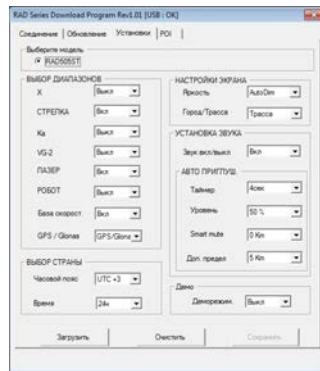 RAD Series Download Program Rev1.01 [USB : OK]
Соединение | Обновление | Установки | POI
Выберите модель
RAD505ST
ВЫБОР ДИАПАЗОНОВ
X Выкл
СТРЕЛКА Вкл
Ka Выкл
VG-2 Выкл
ЛАЗЕР Вкл
РОБОТ Выкл
База скорост. Вкл
GPS / Glonas GPS/Glona
ВЫБОР СТРАНЫ
Часовой пояс UTC +3
Время 24ч
НАСТРОЙКИ ЭКРАНА
Яркость AutoDim
Город/Трасса Трасса
УСТАНОВКА ЗВУКА
Звук вкл/выкл Вкл
АВТО ПРИГЛУШ.
Таймер 4сек
Уровень 50 %
Smart mute 0 Km
Доп. предел 5 Km
Демо
Деморежим. Выкл
Загрузить Очистить Сохранить